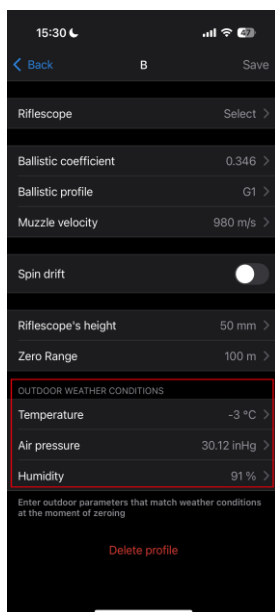 15:30
47
Back B Save
Riflescope Select
Ballistic coefficient 0.346
Ballistic profile G1
Muzzle velocity 980 m/s
Spin drift
Riflescope's height 50 mm
Zero Range 100 m
OUTDOOR WEATHER CONDITIONS
Temperature -3 °C
Air pressure 30.12 inHg
Humidity 91 %
Enter outdoor parameters that match weather conditions
at the moment of zeroing
Delete profile